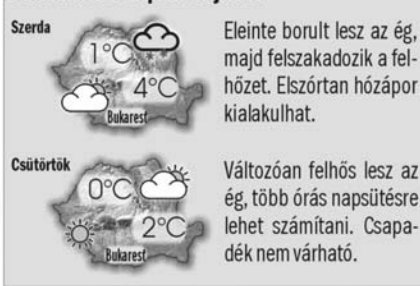 Szerda
1°C
4°C
Bukarest
Eleinte borult lesz az ég,
majd felszakadozik a fel-
hőzet. Elszórtan hózápor
kialakulhat.
Csütörtök
0°C
2°C
Bukarest
Változóan felhős lesz az
ég, több órás napsütésre
lehet számítani. Csapa-
dék nem várható.